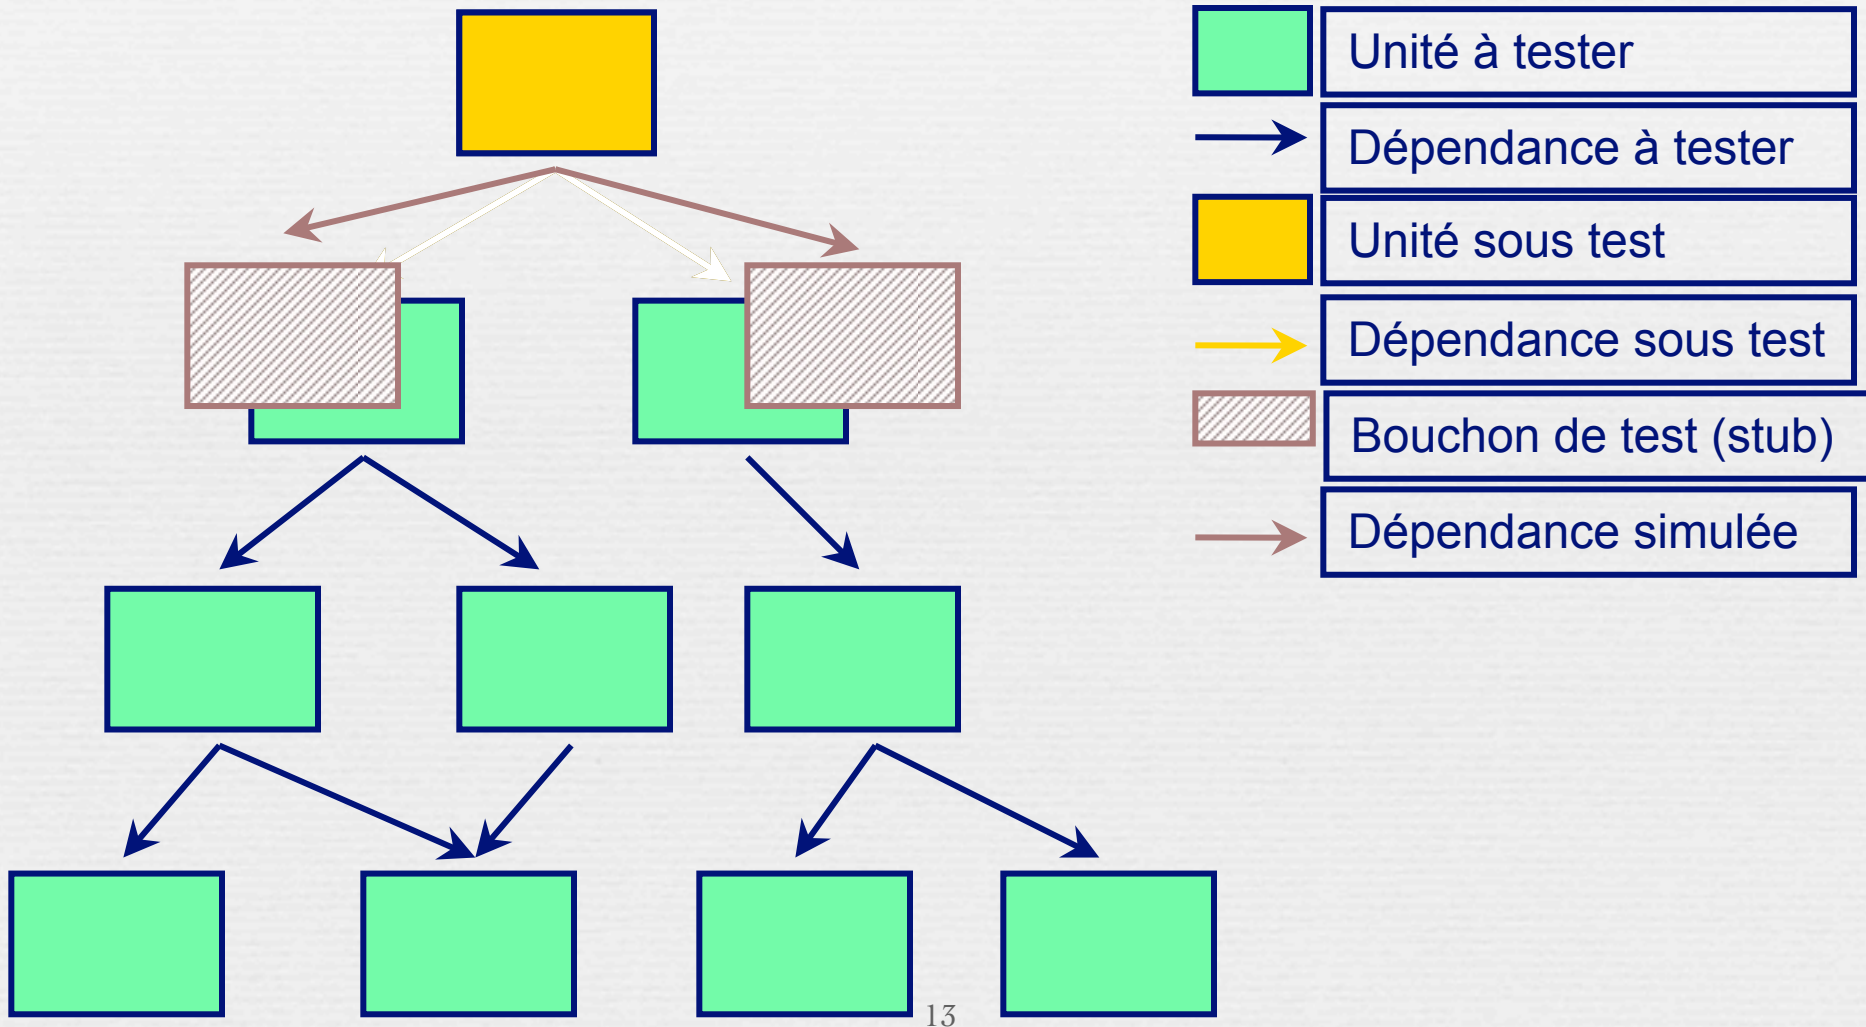 Unité à tester
Dépendance à tester
Unité sous test
Dépendance sous test
Bouchon de test (stub)
Dépendance simulée
13